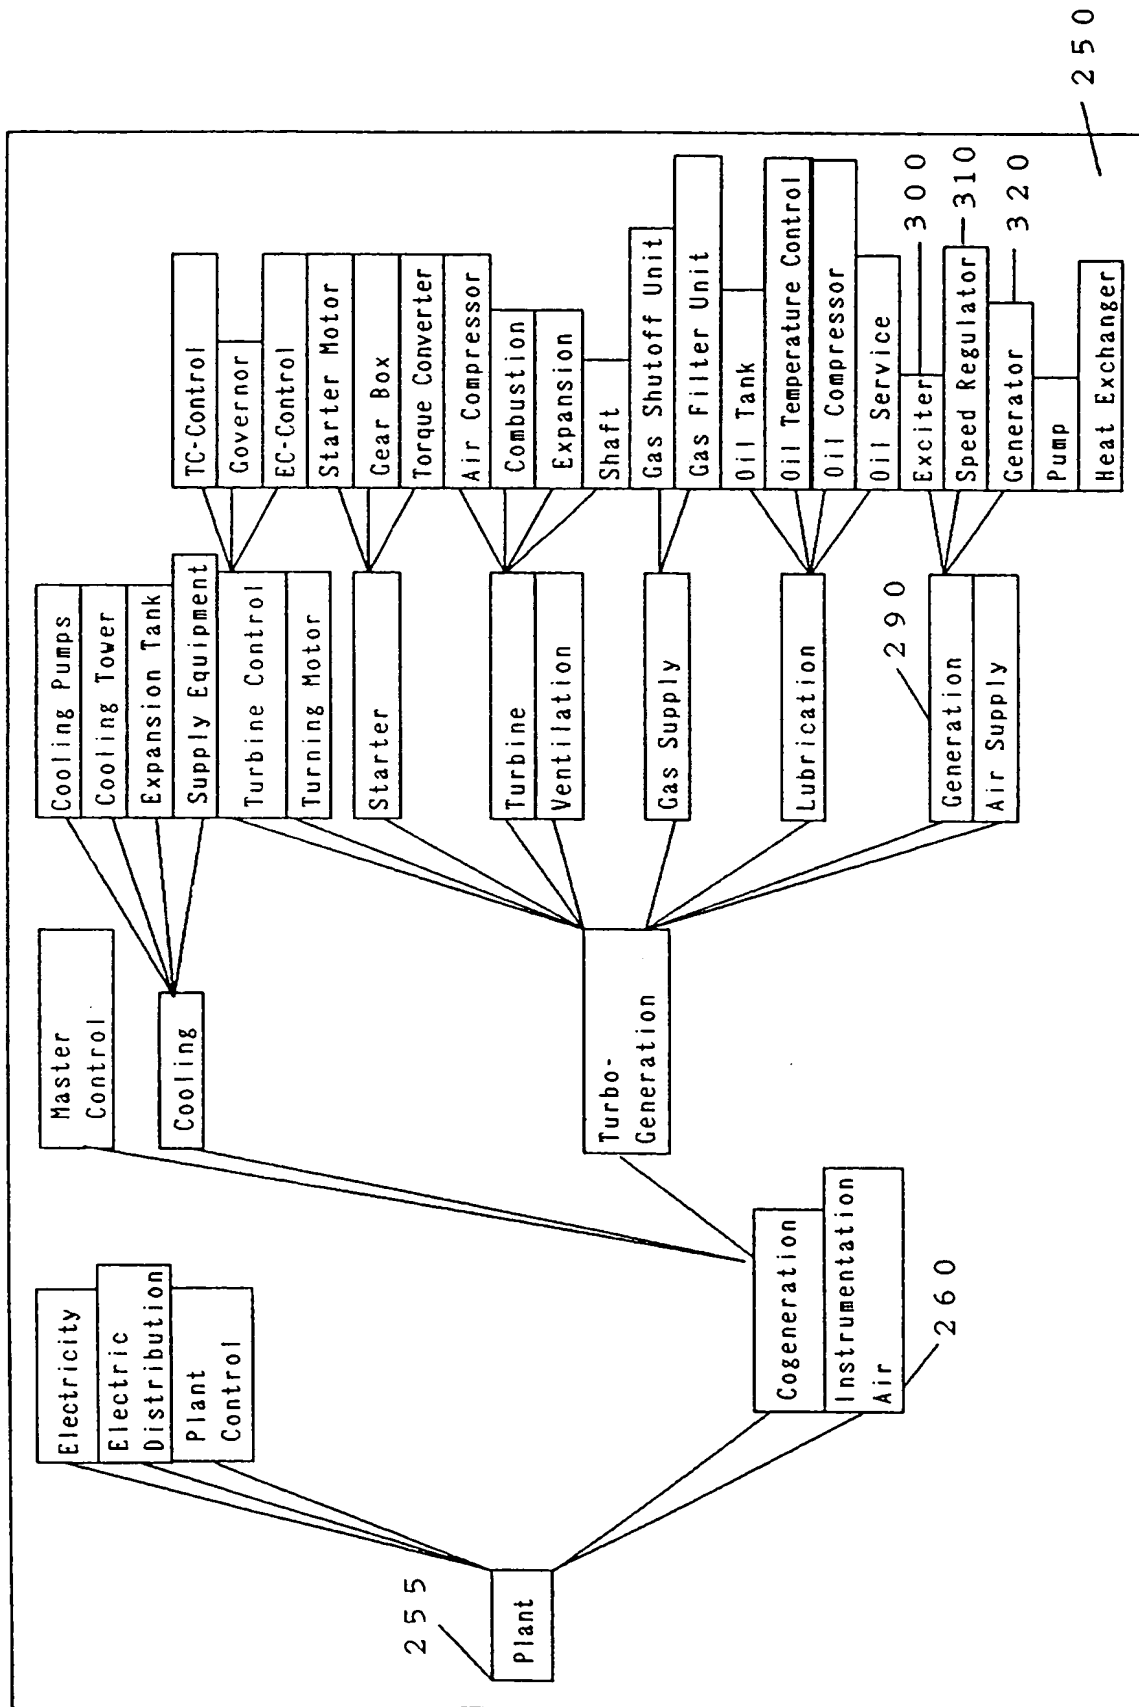 Plant
255
Electricity
Electric
Distribution
Plant
Control
Cogeneration
Instrumentation
Air
260
Master
Control
Cooling
Turbo-
Generation
Cooling Pumps
Cooling Tower
Expansion Tank
Supply Equipment
Turbine Control
Turning Motor
Starter
Turbine
Ventilation
Gas Supply
Lubrication
Generation
Air Supply
290
TC-Control
Governor
EC-Control
Starter Motor
Gear Box
Torque Converter
Air Compressor
Combustion
Expansion
Shaft
Gas Shutoff Unit
Gas Filter Unit
Oil Tank
Oil Temperature Control
Oil Compressor
Oil Service
Exciter
300
Speed Regulator
310
Generator
320
Pump
Heat Exchanger
250